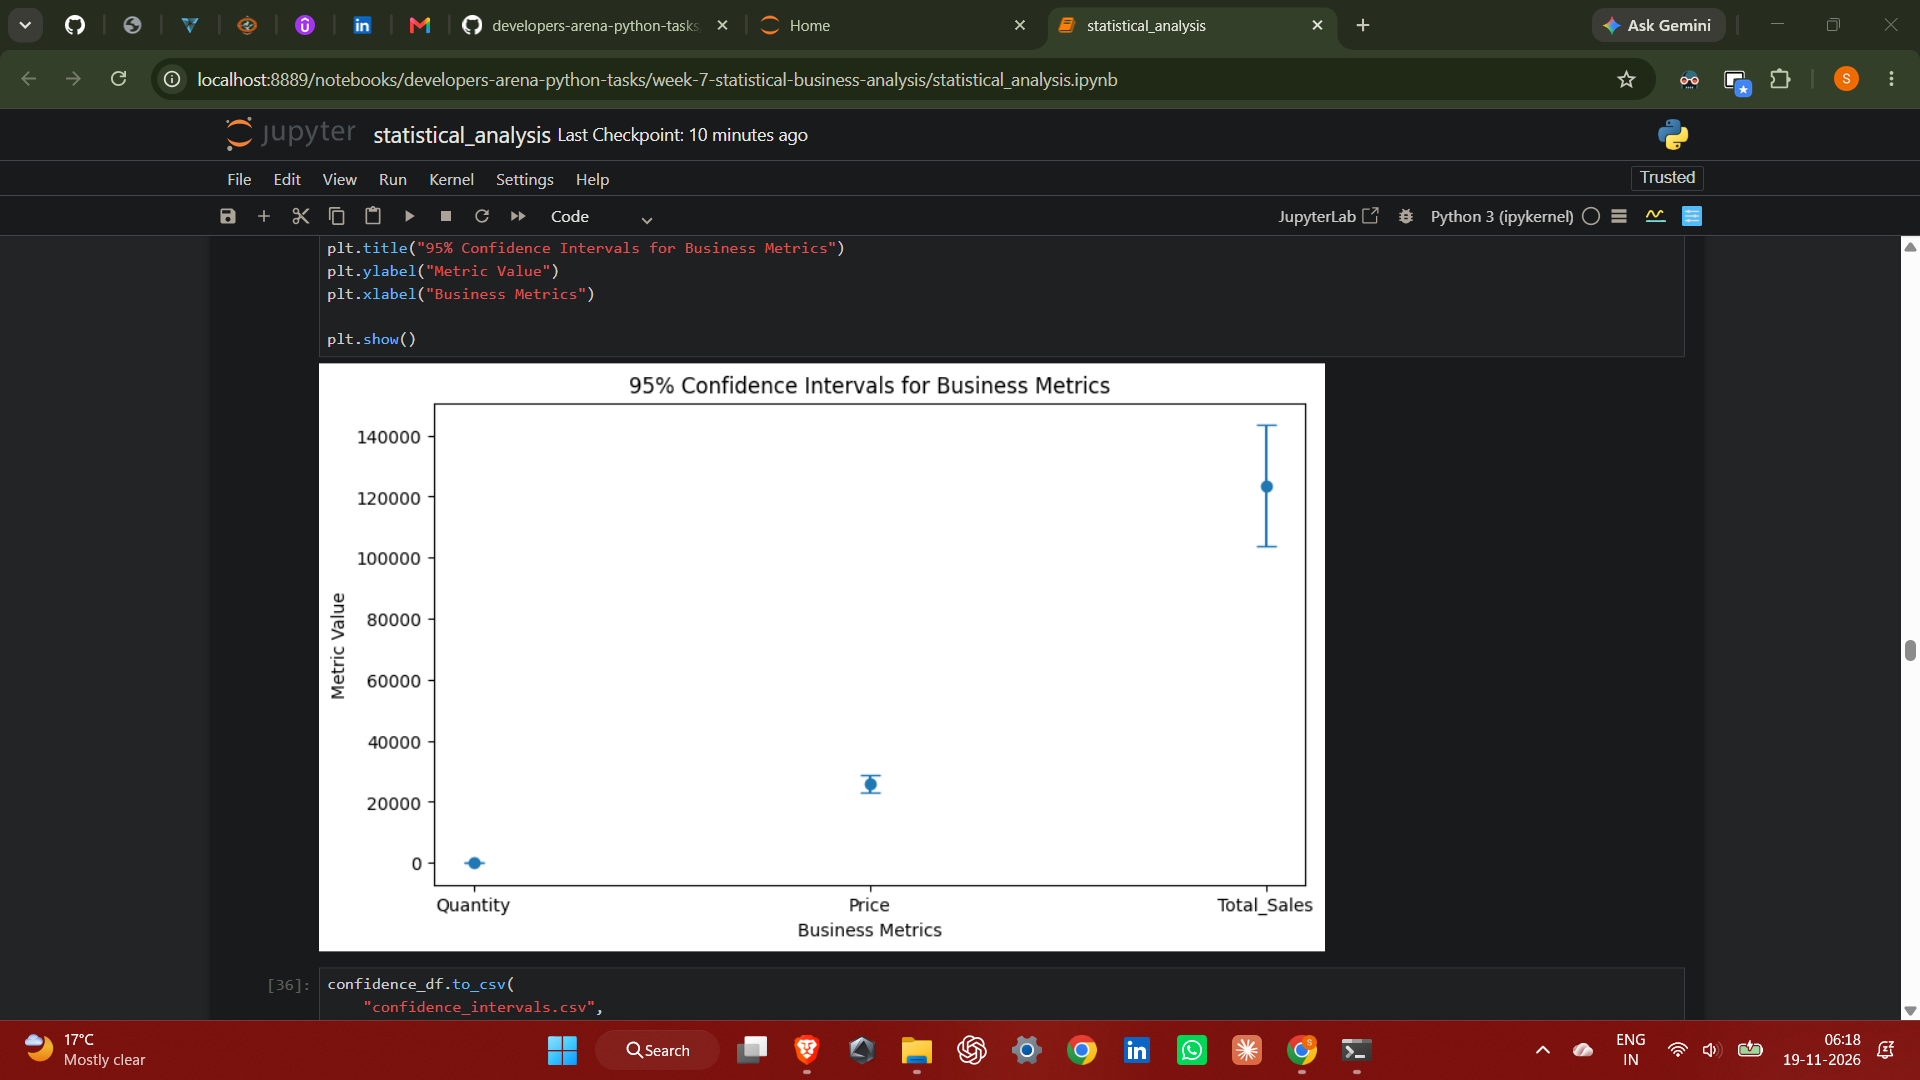 developers-arena-python-tasks
Home
statistical_analysis
Ask Gemini
localhost:8889/notebooks/developers-arena-python-tasks/week-7-statistical-business-analysis/statistical_analysis.ipynb
S
jupyter statistical_analysis Last Checkpoint: 10 minutes ago
File Edit View Run Kernel Settings Help
Trusted
Code
JupyterLab
Python 3 (ipykernel)
plt.title("95% Confidence Intervals for Business Metrics")
plt.ylabel("Metric Value")
plt.xlabel("Business Metrics")
plt.show()
95% Confidence Intervals for Business Metrics
140000
120000
100000
80000
60000
40000
20000
0
Metric Value
Quantity Price Total_Sales
Business Metrics
[36]:
confidence_df.to_csv(
"confidence_intervals.csv",
17°C
Mostly clear
Search
ENG
IN
06:18
19-11-2026